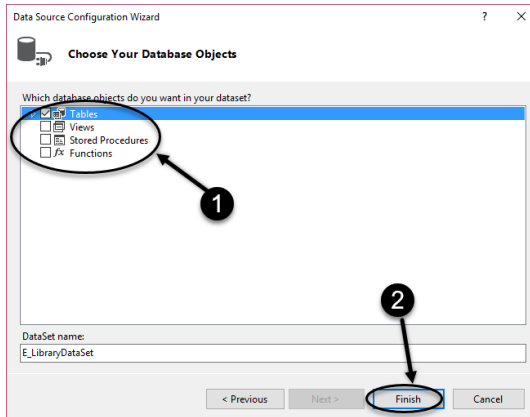 Data Source Configuration Wizard ? X
Choose Your Database Objects
Which database objects do you want in your dataset?
Tables
Views
Stored Procedures
fx Functions
1
2
DataSet name:
E_LibraryDataSet
< Previous Next > Finish Cancel